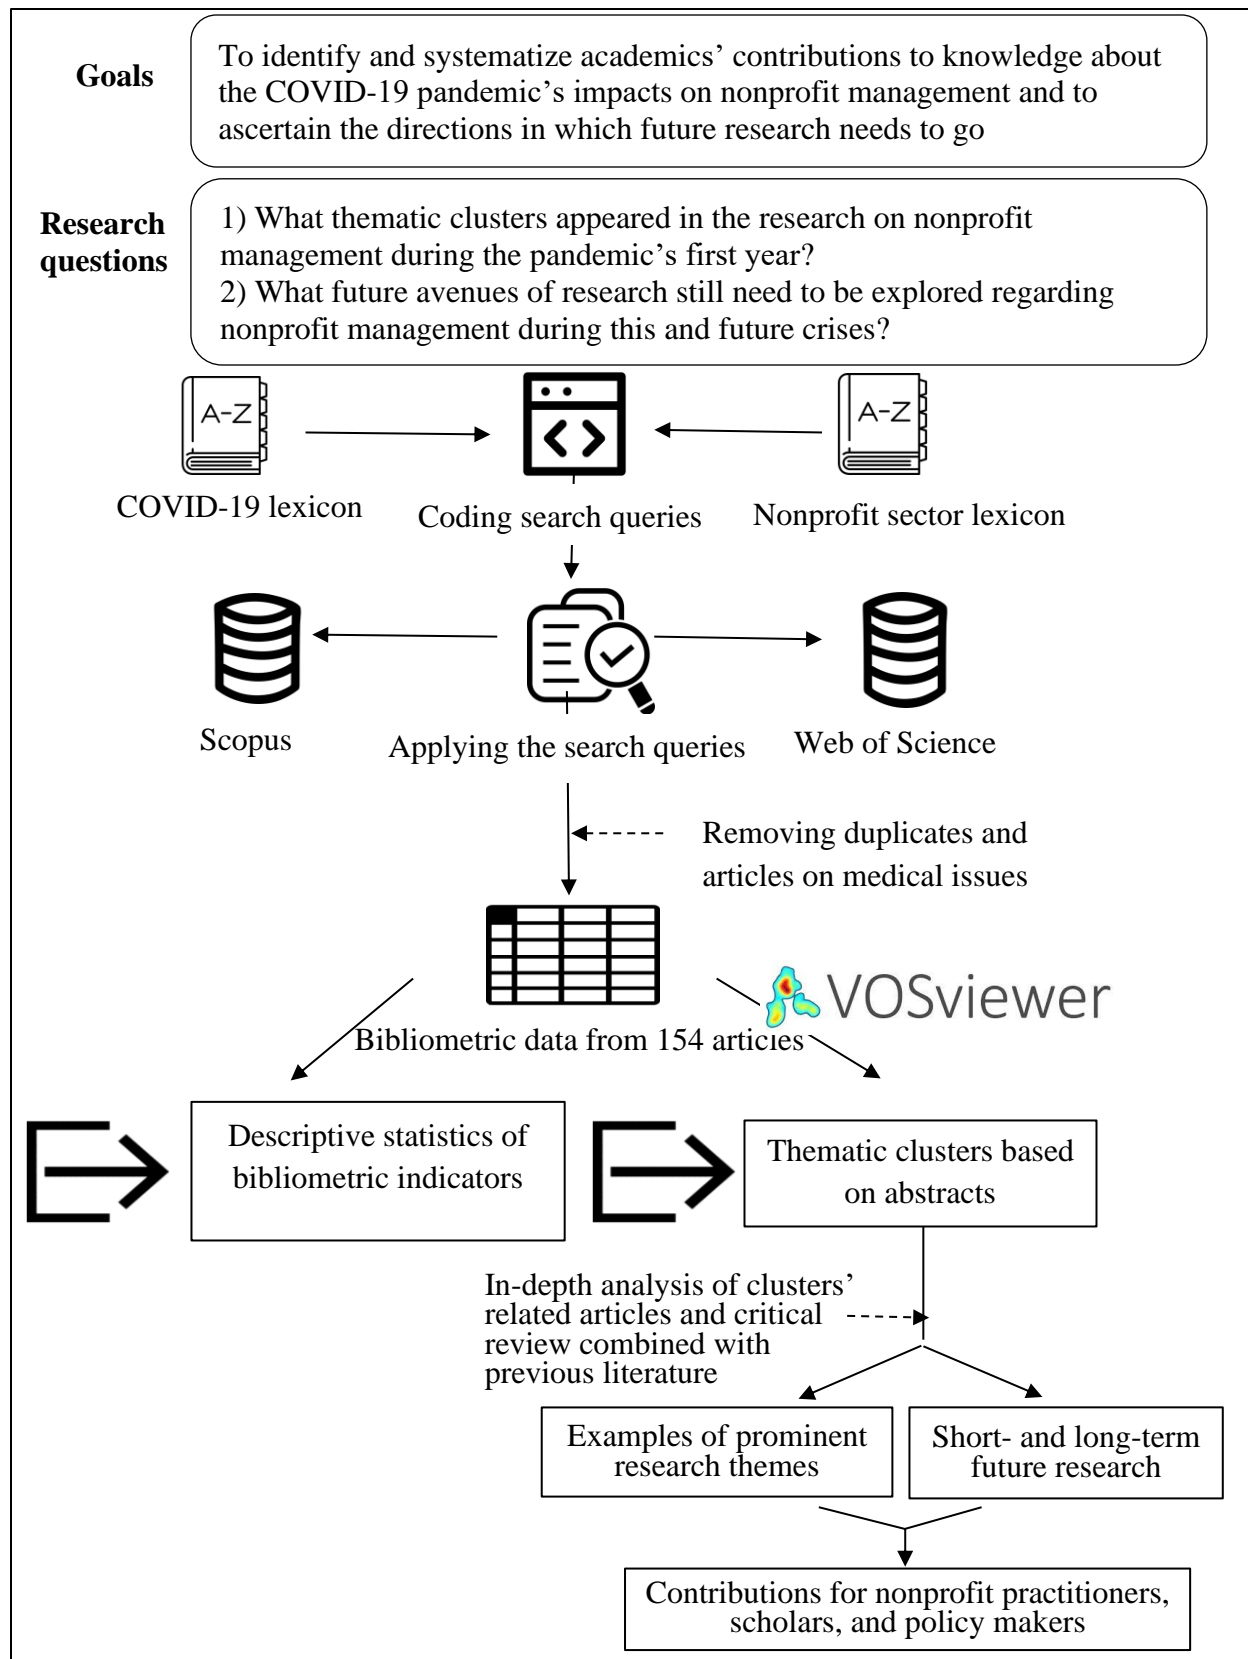 Goals
To identify and systematize academics’ contributions to knowledge about
the COVID-19 pandemic’s impacts on nonprofit management and to
ascertain the directions in which future research needs to go
Research
questions
1) What thematic clusters appeared in the research on nonprofit
management during the pandemic’s first year?
2) What future avenues of research still need to be explored regarding
nonprofit management during this and future crises?
A-Z
A-Z
COVID-19 lexicon
Coding search queries
Nonprofit sector lexicon
Scopus
Applying the search queries
Web of Science
Removing duplicates and
articles on medical issues
VOSviewer
Bibliometric data from 154 articles
Descriptive statistics of
bibliometric indicators
Thematic clusters based
on abstracts
In-depth analysis of clusters’
related articles and critical
review combined with
previous literature
Examples of prominent
research themes
Short- and long-term
future research
Contributions for nonprofit practitioners,
scholars, and policy makers